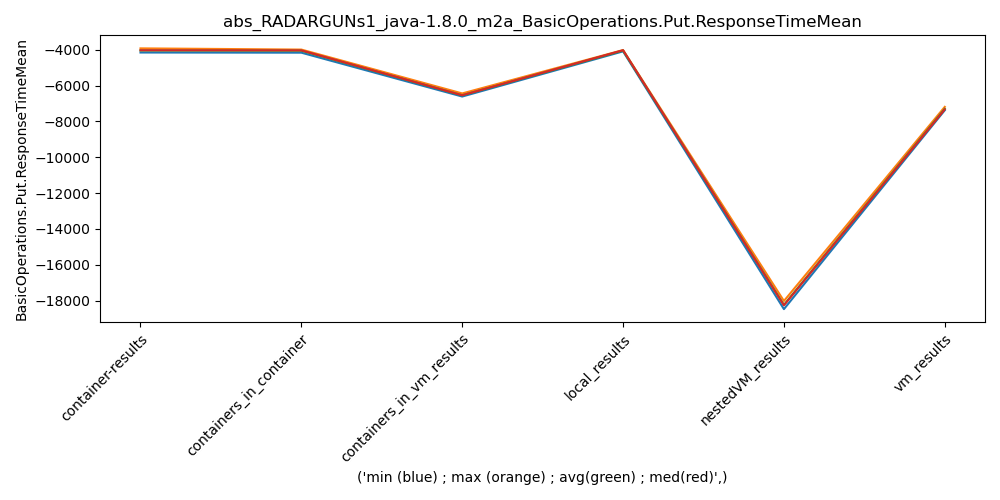 abs_RADARGUNs1_java-1.8.0_m2a_BasicOperations.Put.ResponseTimeMean
BasicOperations.Put.ResponseTimeMean
−4000
−6000
−8000
−10000
−12000
−14000
−16000
−18000
container-results
containers_in_container
containers_in_vm_results
local_results
nestedVM_results
vm_results
('min (blue) ; max (orange) ; avg(green) ; med(red)',)